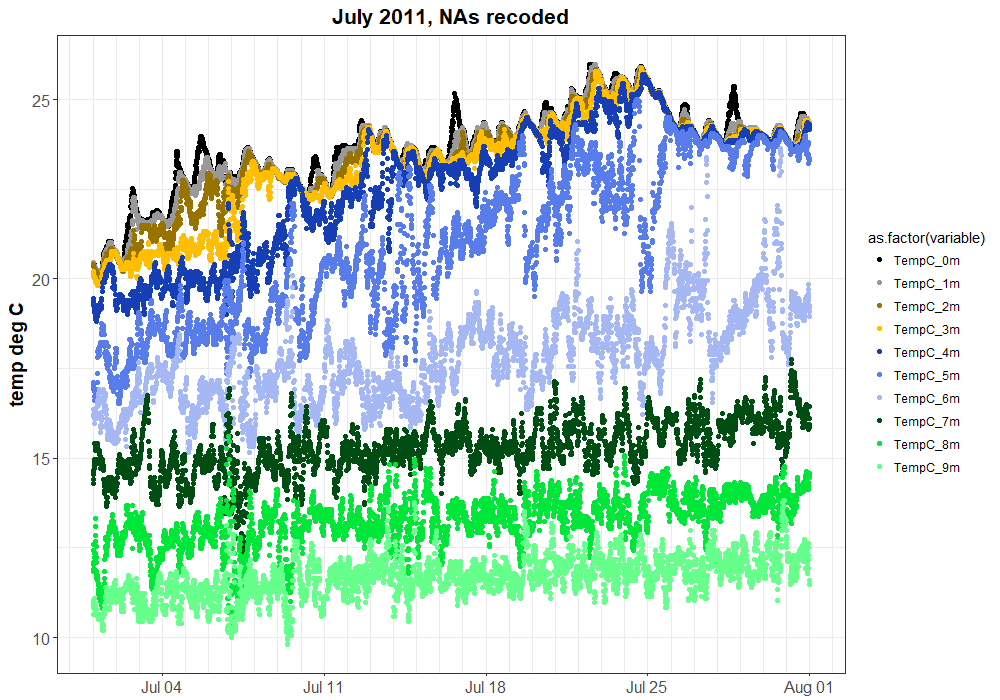 July 2011, NAs recoded
temp deg C
25
20
15
10
Jul 04
Jul 11
Jul 18
Jul 25
Aug 01
as.factor(variable)
TempC_0m
TempC_1m
TempC_2m
TempC_3m
TempC_4m
TempC_5m
TempC_6m
TempC_7m
TempC_8m
TempC_9m